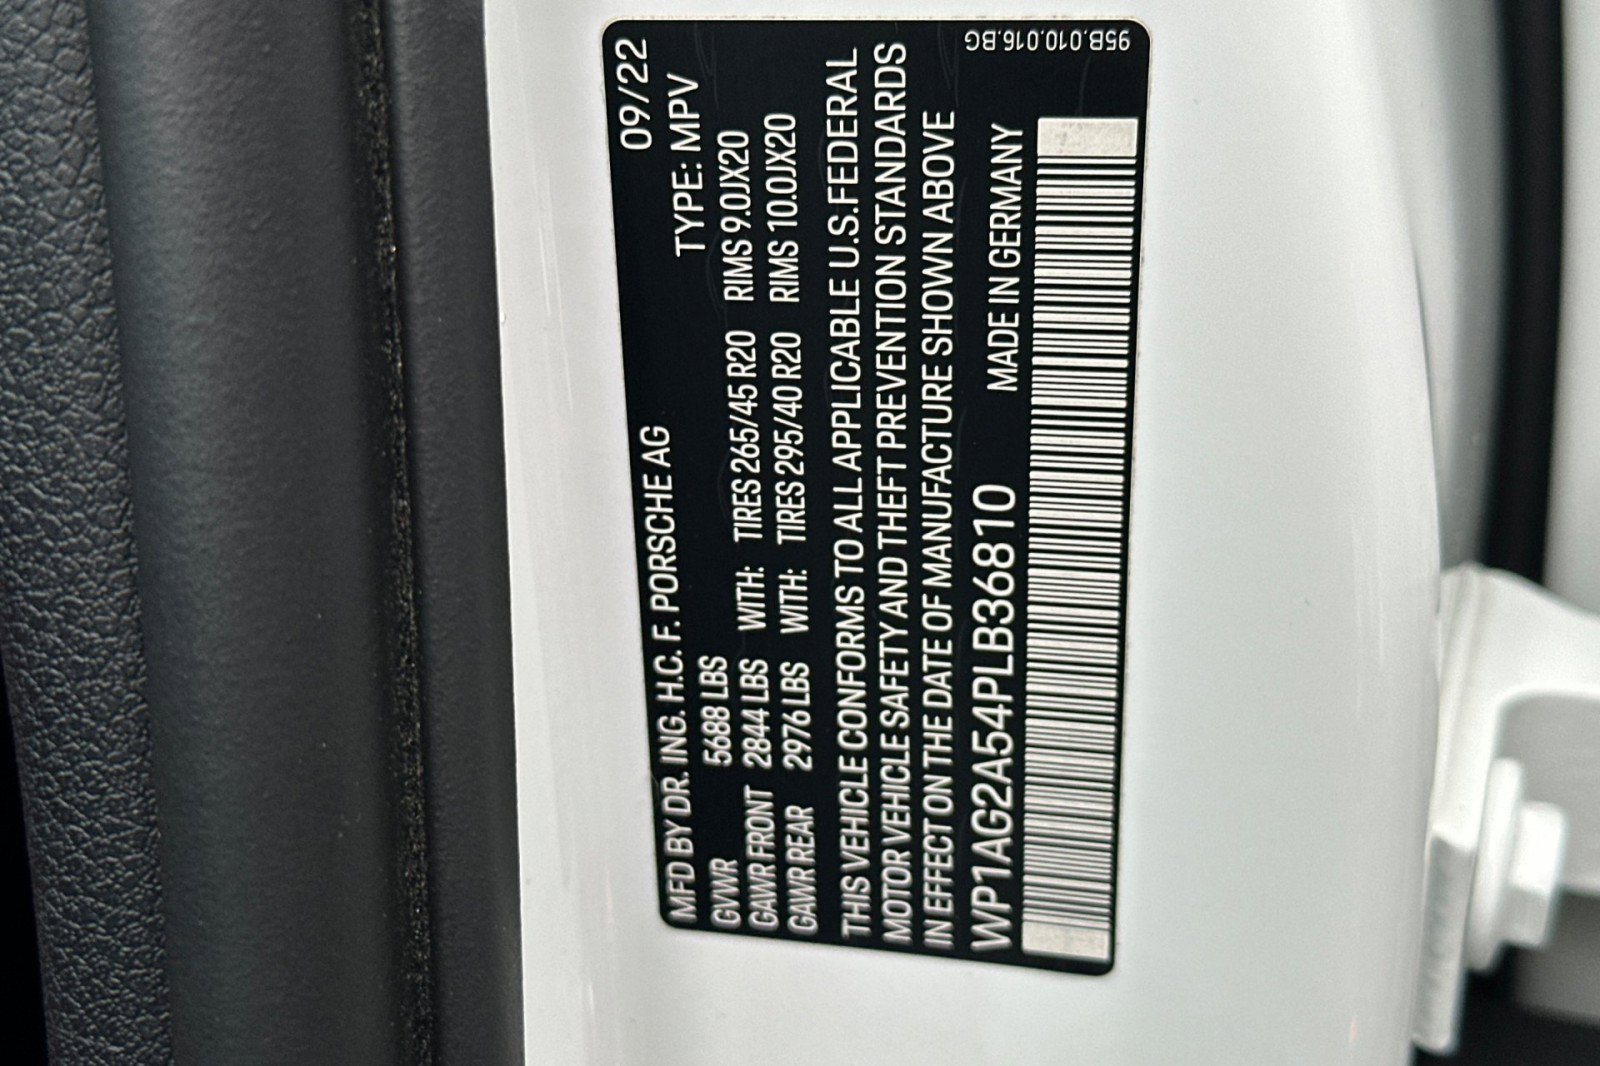 MFD BY DR. ING. H.C. F. PORSCHE AG 09/22
TYPE: MPV
GVWR 5688 LBS
GAWR FRONT 2844 LBS WITH: TIRES 265/45 R20 RIMS 9.0JX20
GAWR REAR 2976 LBS WITH: TIRES 295/40 R20 RIMS 10.0JX20
THIS VEHICLE CONFORMS TO ALL APPLICABLE U.S.FEDERAL
MOTOR VEHICLE SAFETY AND THEFT PREVENTION STANDARDS
IN EFFECT ON THE DATE OF MANUFACTURE SHOWN ABOVE
WP1AG2A54PLB36810 MADE IN GERMANY
95B.010.016.BG